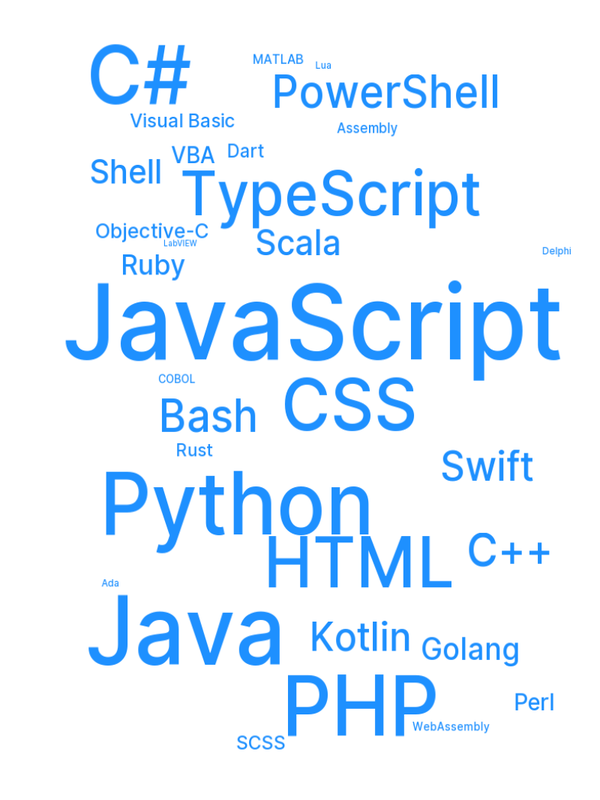 C#
MATLAB
Lua
PowerShell
Visual Basic
Assembly
VBA
Dart
Shell
TypeScript
Objective-C
LabVIEW
Scala
Delphi
Ruby
JavaScript
COBOL
CSS
Bash
Rust
Swift
Python
HTML
C++
Ada
Java
Kotlin
Golang
PHP
Perl
WebAssembly
SCSS